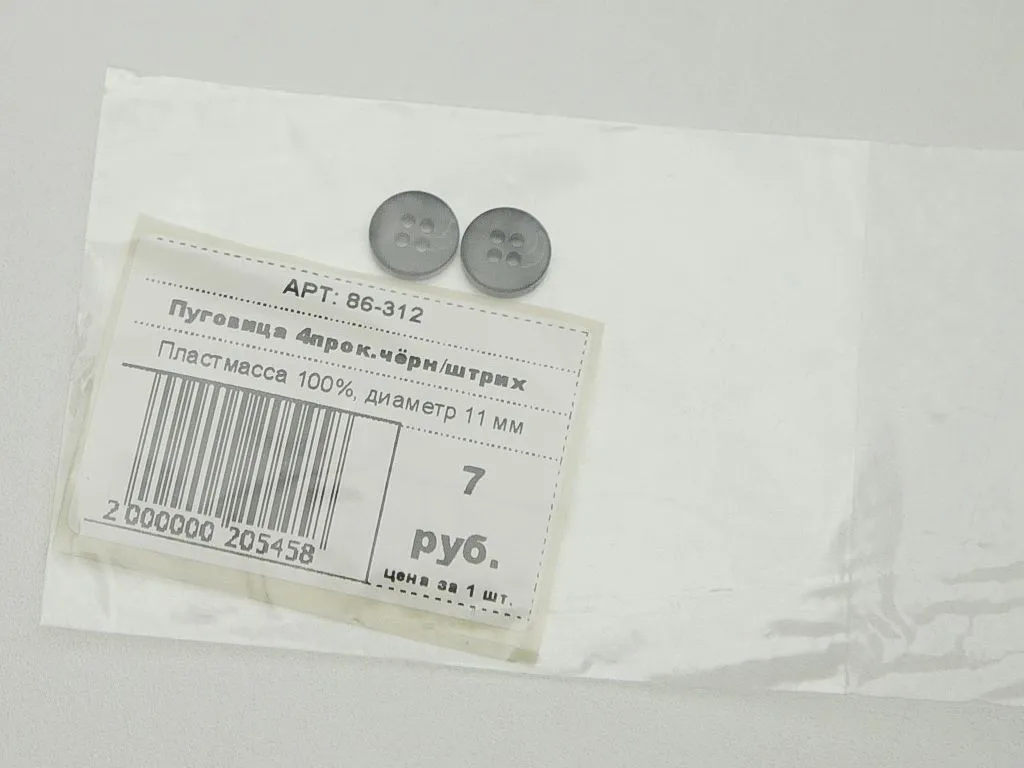 АРТ: 86-312
Пуговица 4прок.чёрн/штрих
Пластмасса 100%, диаметр 11 мм
7
руб.
цена за 1 шт.
2 000000 205458